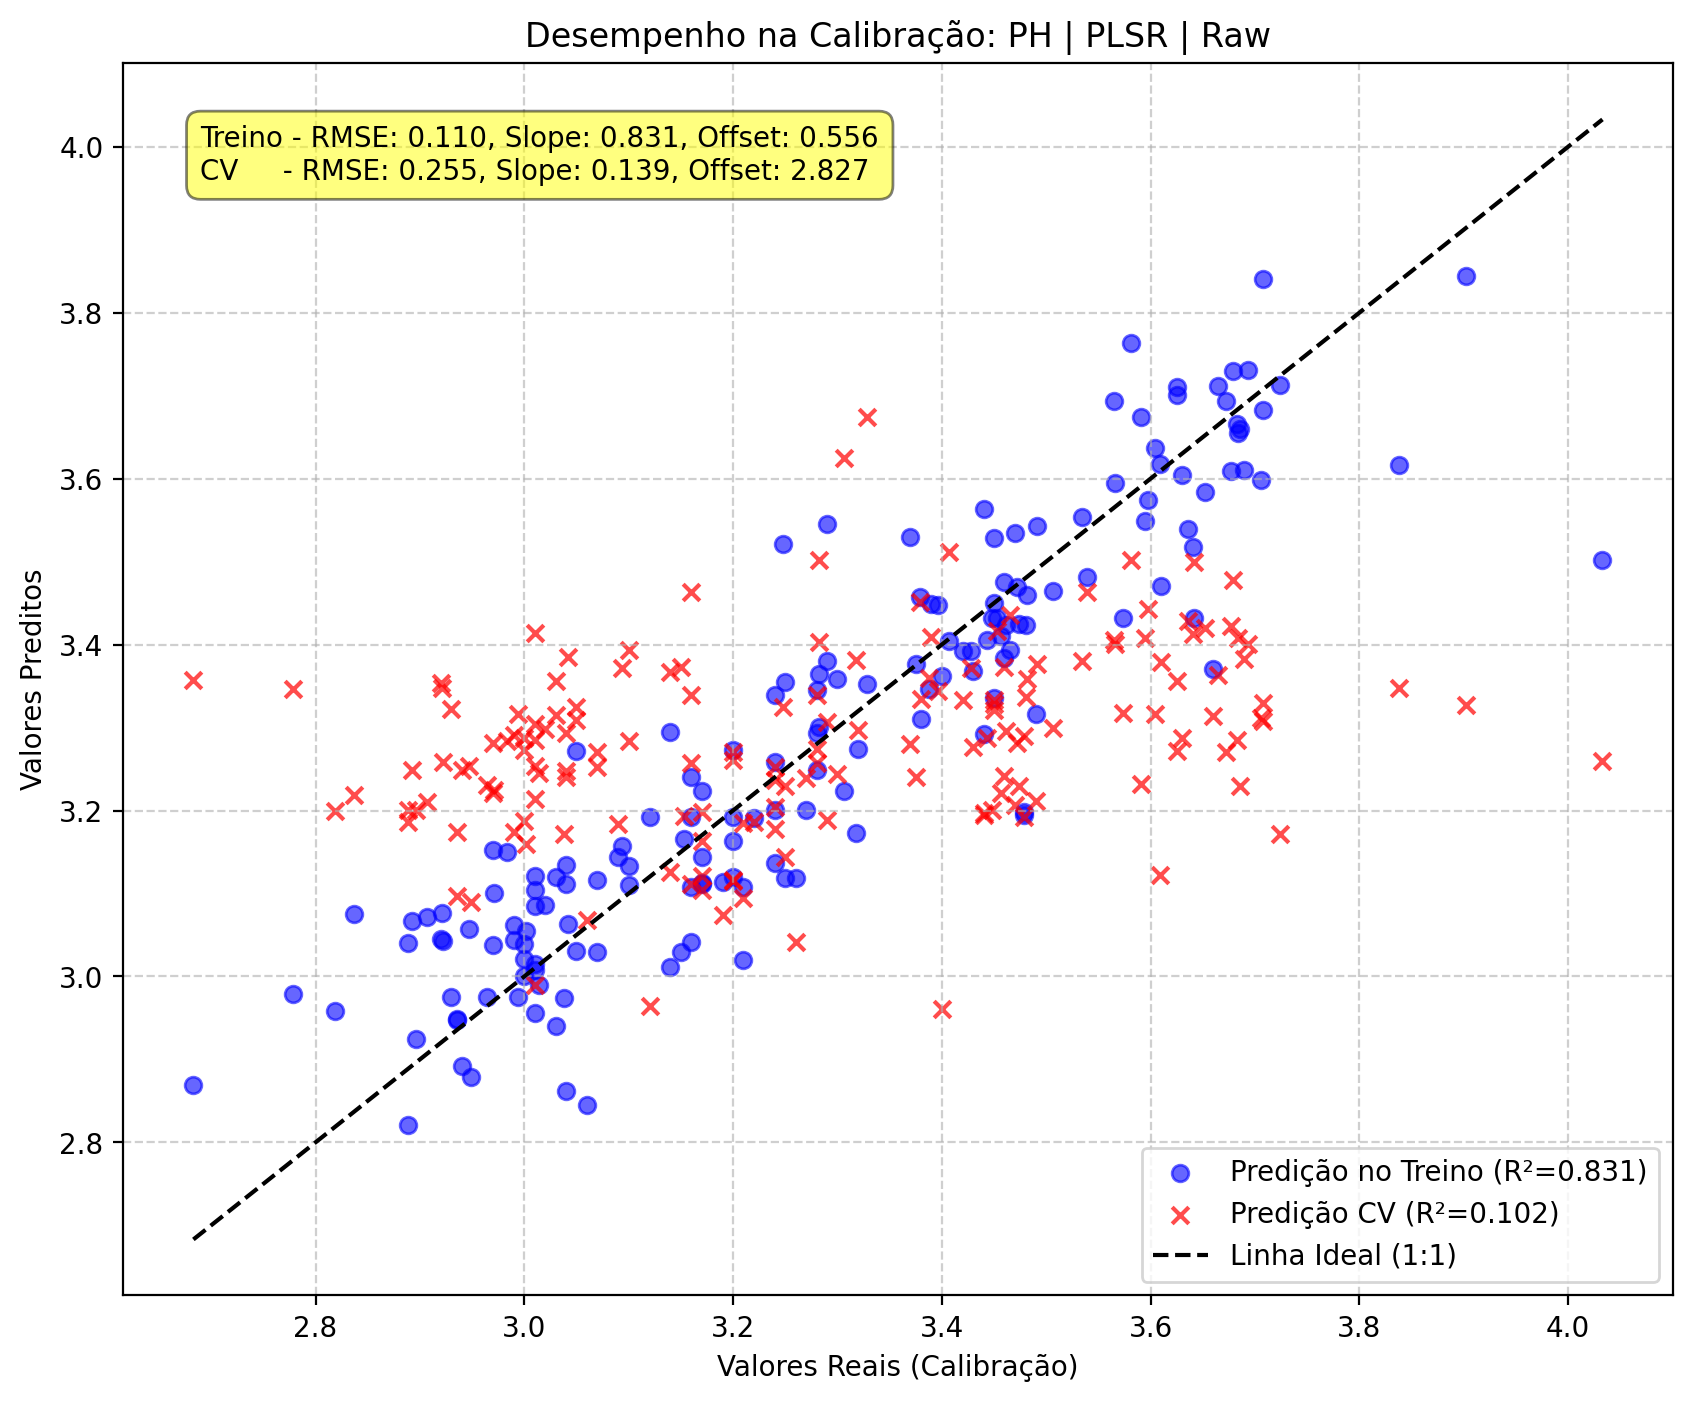 Desempenho na Calibração: PH | PLSR | Raw
Treino - RMSE: 0.110, Slope: 0.831, Offset: 0.556
CV - RMSE: 0.255, Slope: 0.139, Offset: 2.827
Valores Preditos
4.0
3.8
3.6
3.4
3.2
3.0
2.8
Predição no Treino (R²=0.831)
Predição CV (R²=0.102)
Linha Ideal (1:1)
2.8 3.0 3.2 3.4 3.6 3.8 4.0
Valores Reais (Calibração)